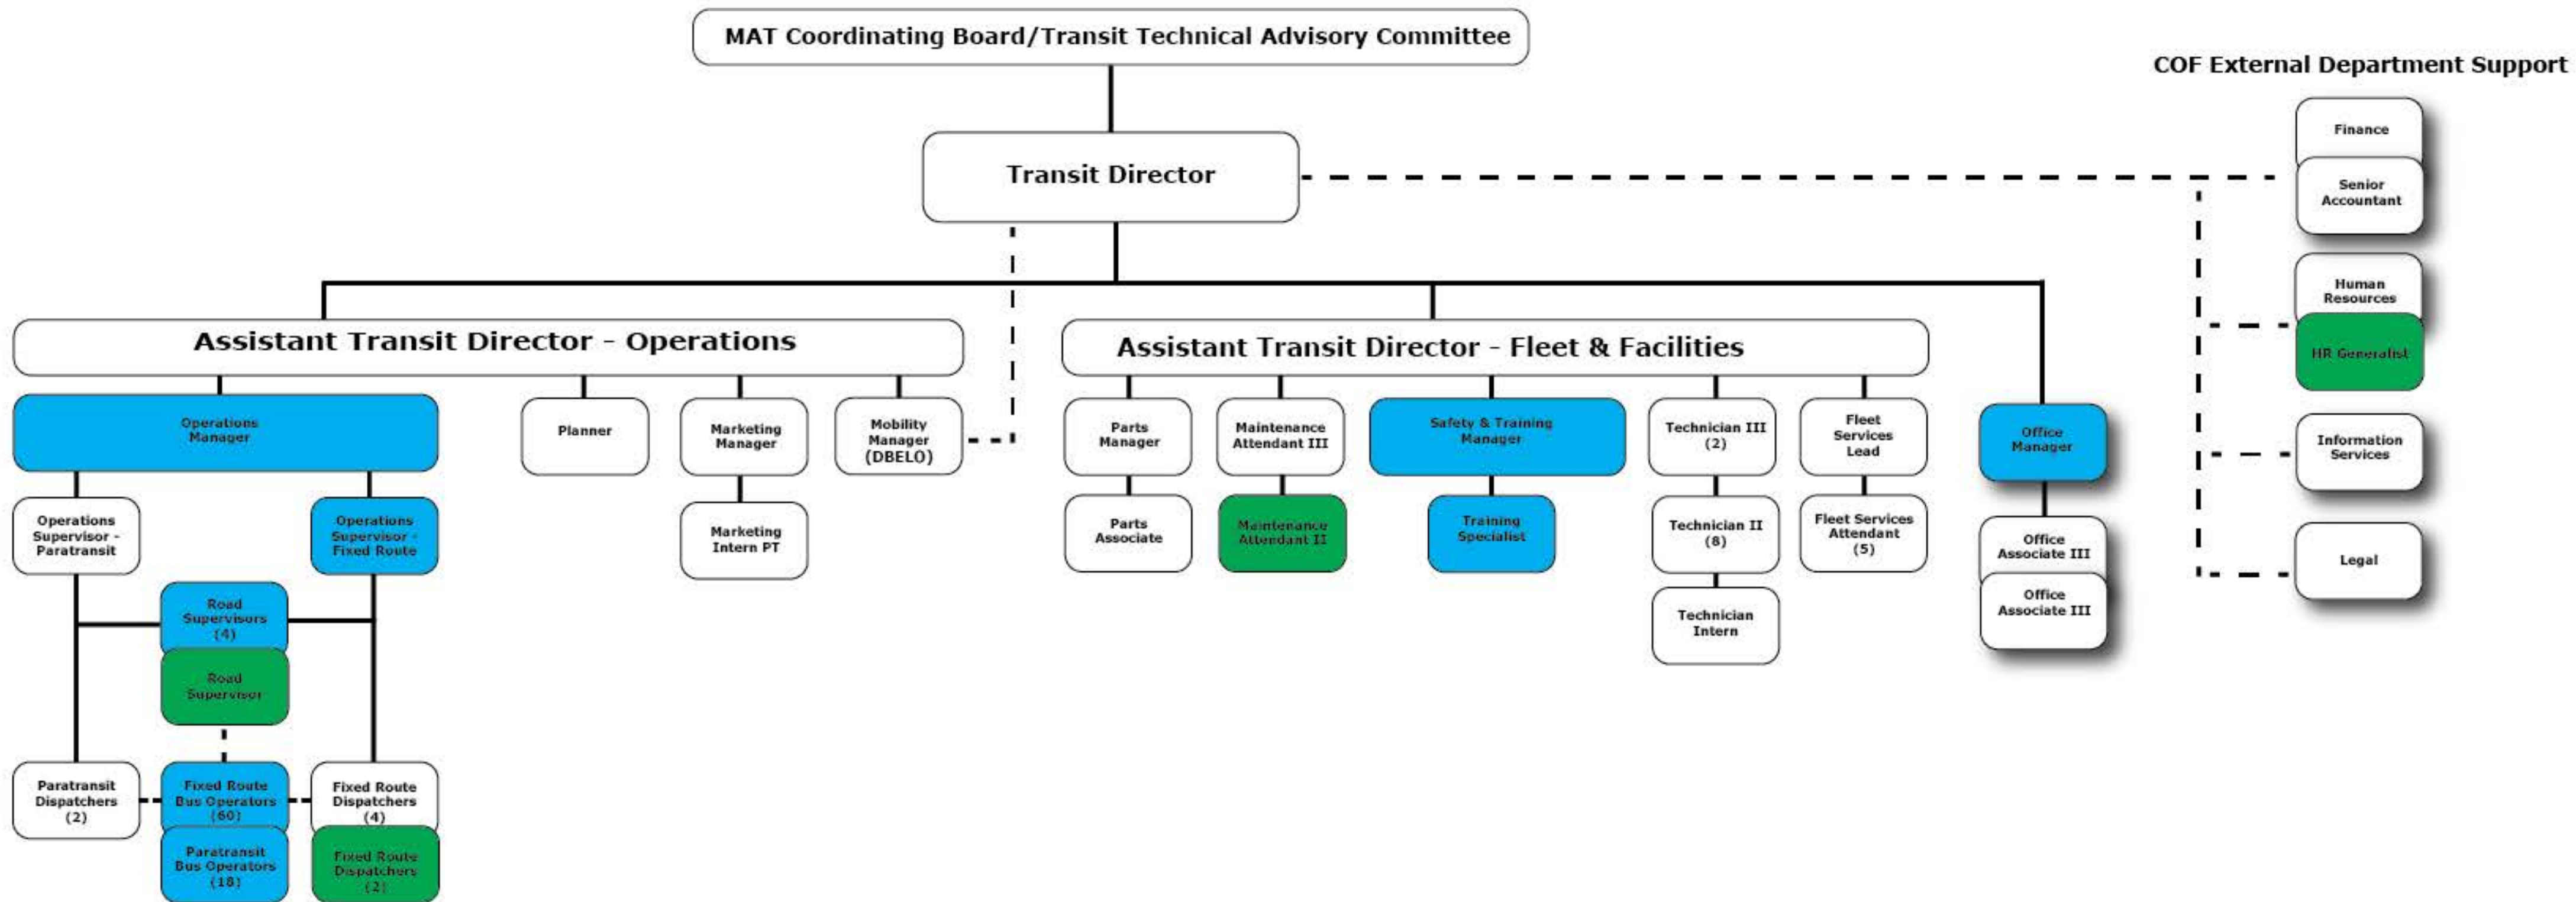 MAT Coordinating Board/Transit Technical Advisory Committee
COF External Department Support
Finance
Senior
Accountant
Transit Director
Human
Resources
HR Generalist
Information
Services
Legal
Assistant Transit Director - Operations
Assistant Transit Director - Fleet & Facilities
Operations
Manager
Planner
Marketing
Manager
Mobility
Manager
(DBELO)
Parts
Manager
Maintenance
Attendant III
Safety & Training
Manager
Technician III
(2)
Fleet
Services
Lead
Office
Manager
Operations
Supervisor -
Paratransit
Operations
Supervisor -
Fixed Route
Marketing
Intern PT
Parts
Associate
Maintenance
Attendant II
Training
Specialist
Technician II
(8)
Fleet Services
Attendant
(5)
Office
Associate III
Office
Associate III
Technician
Intern
Road
Supervisors
(4)
Road
Supervisor
Paratransit
Dispatchers
(2)
Fixed Route
Bus Operators
(60)
Fixed Route
Dispatchers
(4)
Paratransit
Bus Operators
(18)
Fixed Route
Dispatchers
(2)